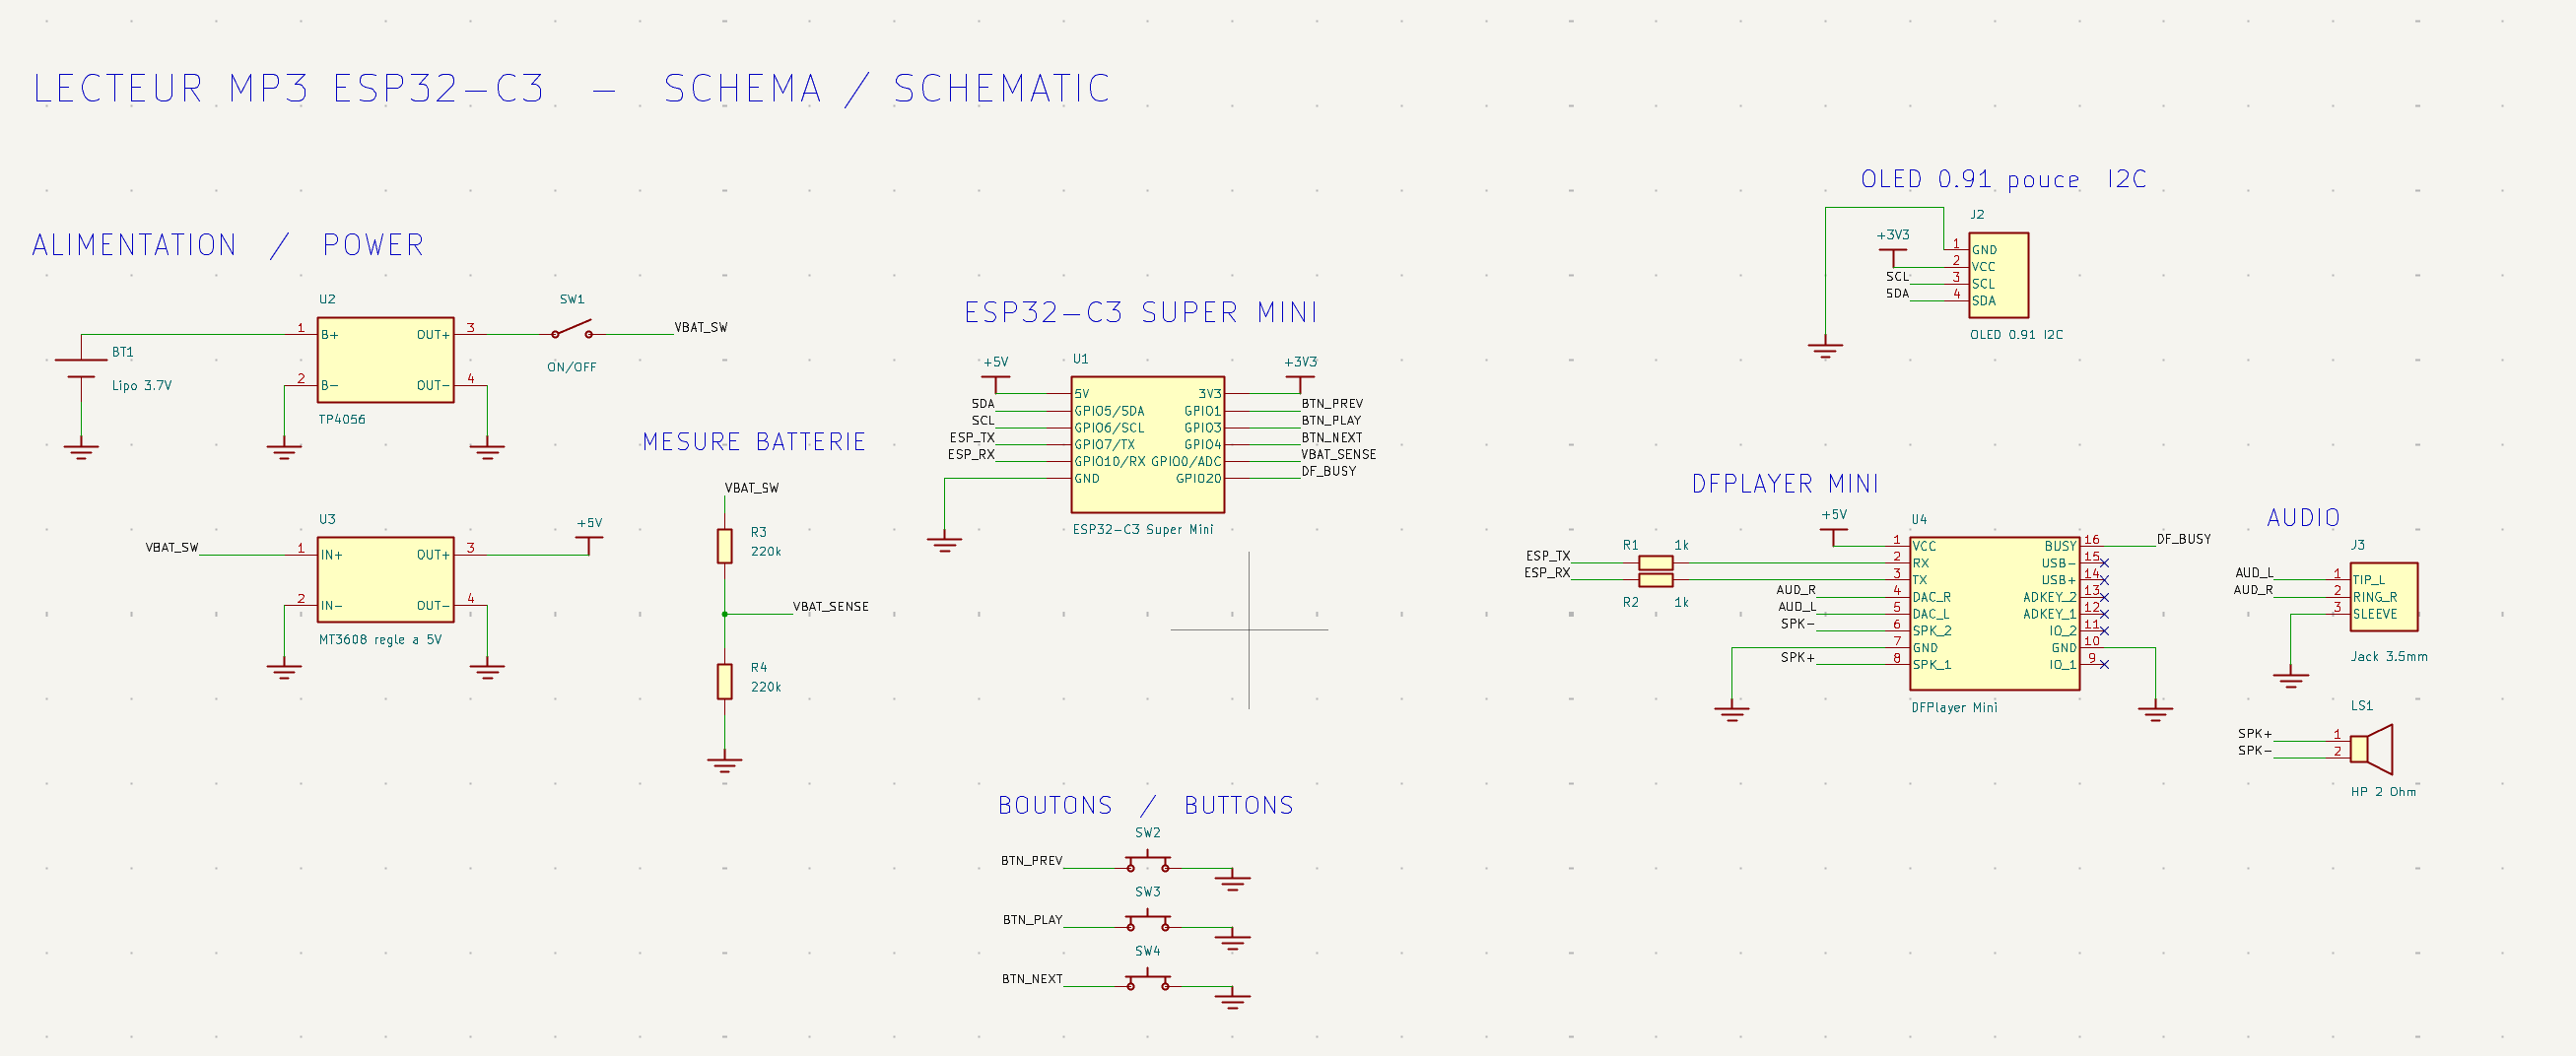 LECTEUR MP3 ESP32-C3 - SCHEMA / SCHEMATIC
ALIMENTATION / POWER
U2
1 B+ OUT+ 3
2 B- OUT- 4
TP4056
BT1
Lipo 3.7V
SW1
ON/OFF
VBAT_SW
U3
VBAT_SW
1 IN+ OUT+ 3
2 IN- OUT- 4
+5V
MT3608 regle a 5V
MESURE BATTERIE
VBAT_SW
R3
220k
VBAT_SENSE
R4
220k
ESP32-C3 SUPER MINI
U1
+5V
+3V3
5V 3V3
SDA GPIO5/SDA GPIO1 BTN_PREV
SCL GPIO6/SCL GPIO3 BTN_PLAY
ESP_TX GPIO7/TX GPIO4 BTN_NEXT
ESP_RX GPIO10/RX GPIO0/ADC VBAT_SENSE
GND GPIO20 DF_BUSY
ESP32-C3 Super Mini
BOUTONS / BUTTONS
SW2
BTN_PREV
SW3
BTN_PLAY
SW4
BTN_NEXT
OLED 0.91 pouce I2C
J2
+3V3
1 GND
2 VCC
SCL 3 SCL
SDA 4 SDA
OLED 0.91 I2C
DFPLAYER MINI
+5V
U4
R1 1k
ESP_TX
ESP_RX
R2 1k
1 VCC BUSY 16 DF_BUSY
2 RX USB- 15
3 TX USB+ 14
AUD_R 4 DAC_R ADKEY_2 13
AUD_L 5 DAC_L ADKEY_1 12
SPK- 6 SPK_2 IO_2 11
7 GND GND 10
SPK+ 8 SPK_1 IO_1 9
DFPlayer Mini
AUDIO
J3
AUD_L 1 TIP_L
AUD_R 2 RING_R
3 SLEEVE
Jack 3.5mm
LS1
SPK+ 1
SPK- 2
HP 2 Ohm